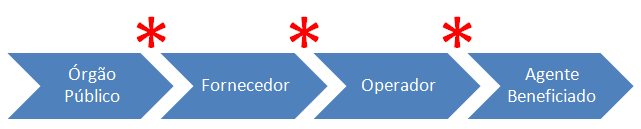 * * *
Órgão
Público
Fornecedor
Operador
Agente
Beneficiado